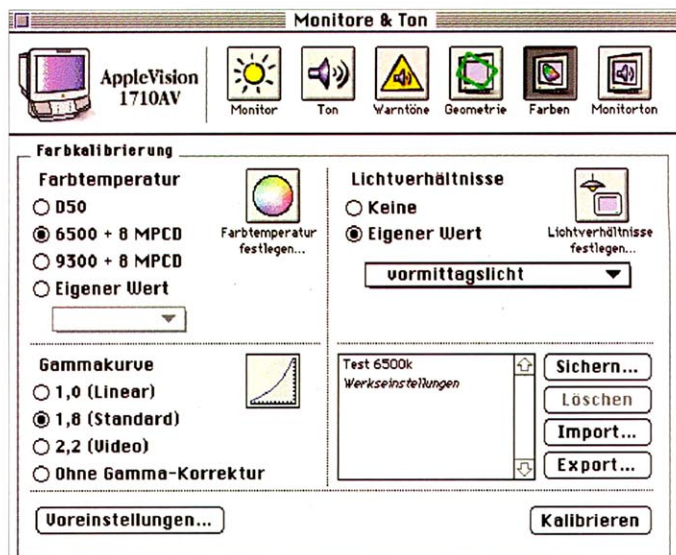 Monitore & Ton
AppleVision
1710AV
Monitor
Ton
Warntöne
Geometrie
Farben
Monitorton
Farbkalibrierung
Farbtemperatur
D50
6500 + 8 MPCD
9300 + 8 MPCD
Eigener Wert
Farbtemperatur
festlegen...
Lichtverhältnisse
Keine
Eigener Wert
Lichtverhältnisse
festlegen...
vormittagslicht
Gammakurve
1,0 (Linear)
1,8 (Standard)
2,2 (Video)
Ohne Gamma-Korrektur
Test 6500k
Werkseinstellungen
Sichern...
Löschen
Import...
Export...
Voreinstellungen...
Kalibrieren